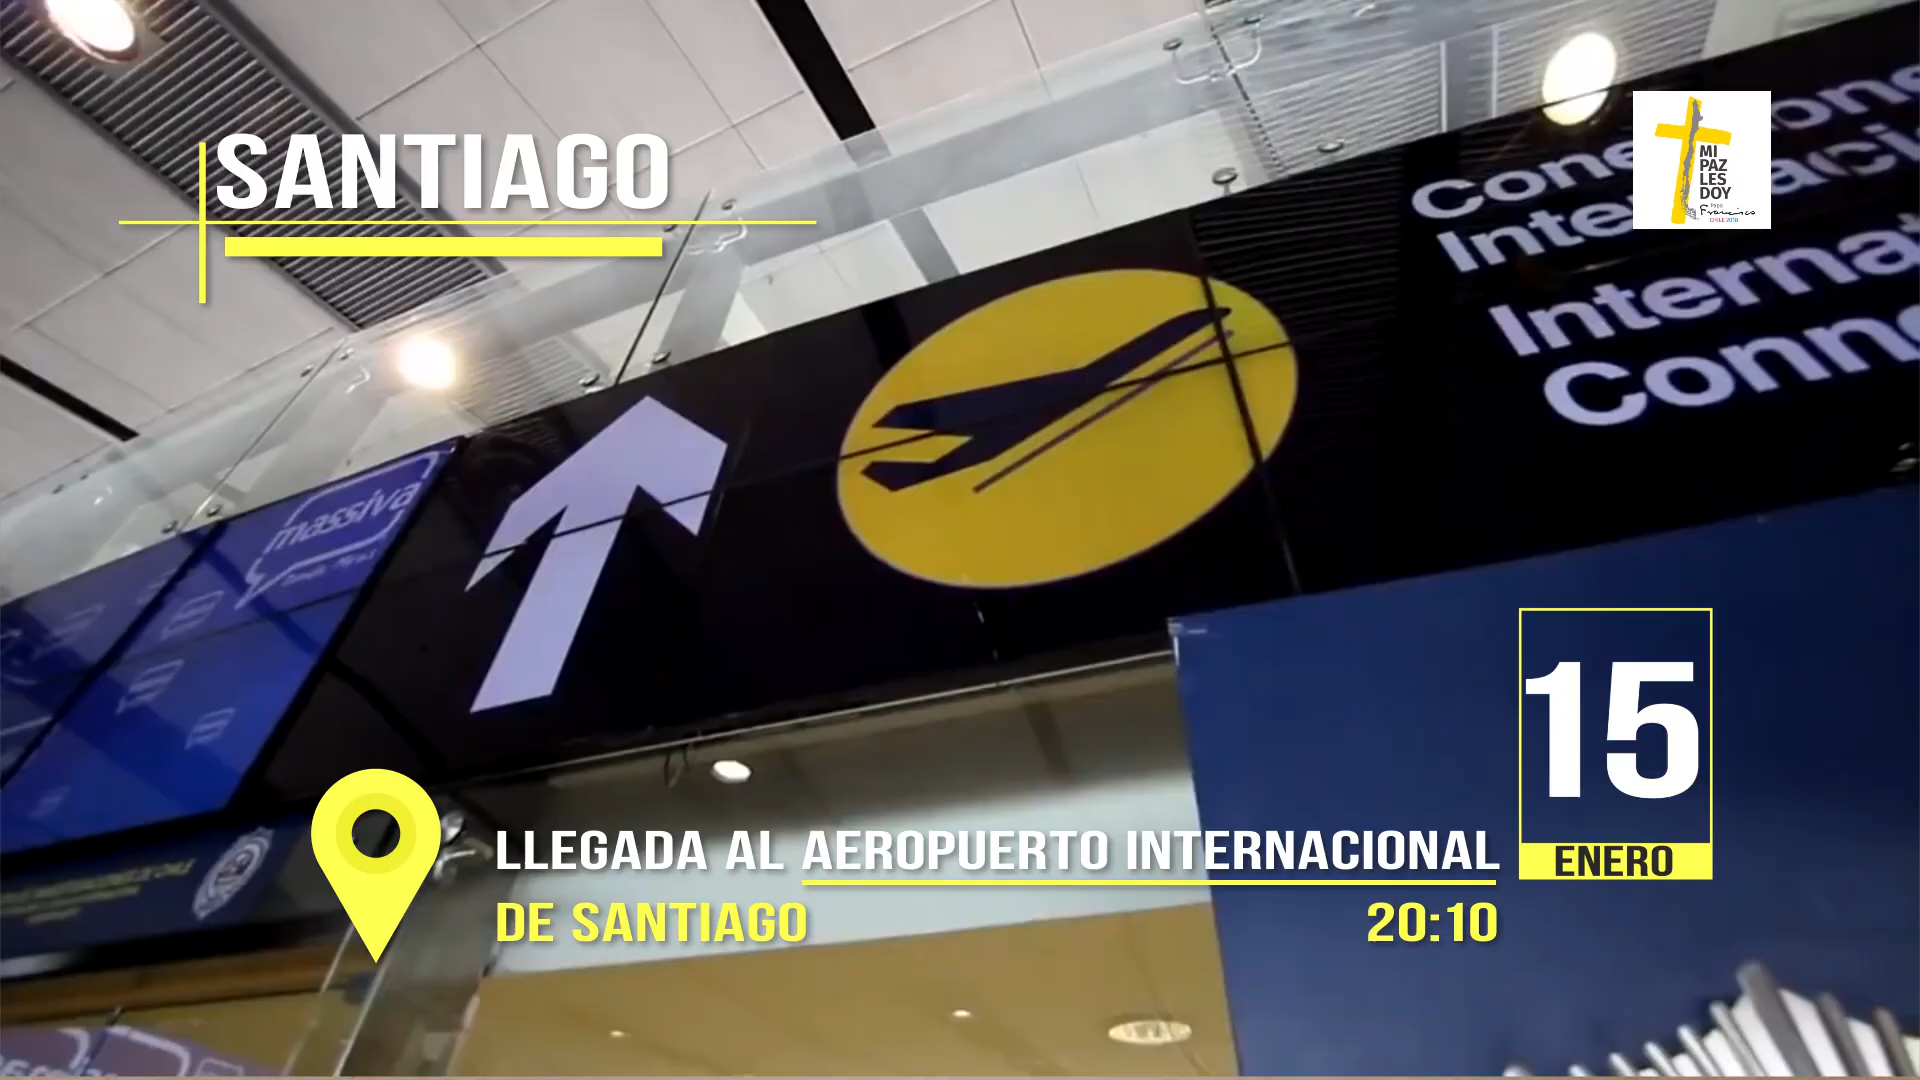 SANTIAGO
MI
PAZ
LES
DOY
Papa
Francisco
CHILE 2018
Internat
Conn
massiva
15
ENERO
LLEGADA AL AEROPUERTO INTERNACIONAL
DE SANTIAGO
20:10